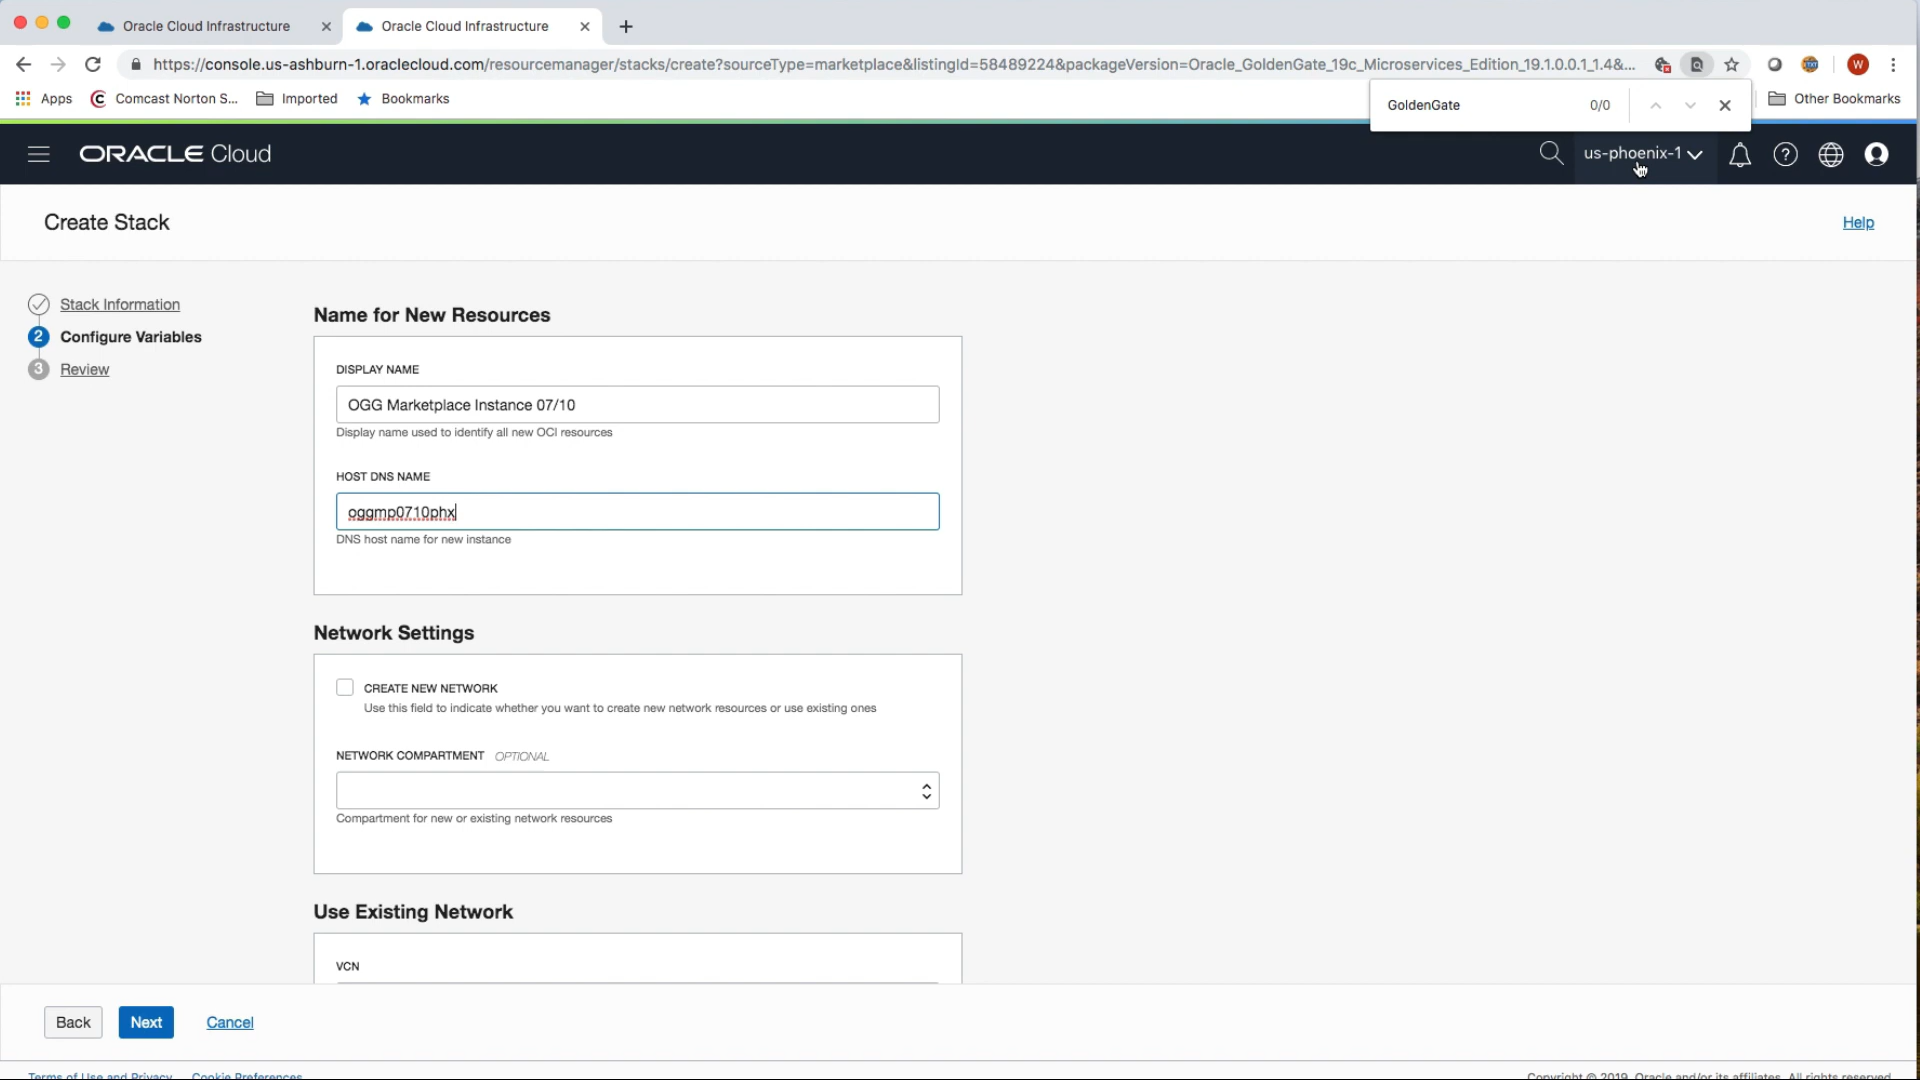 Oracle Cloud Infrastructure
Oracle Cloud Infrastructure
https://console.us-ashburn-1.oraclecloud.com/resourcemanager/stacks/create?sourceType=marketplace&listingId=58489224&packageVersion=Oracle_GoldenGate_19c_Microservices_Edition_19.1.0.0.1_1.4&...
W
Apps
Comcast Norton S...
Imported
Bookmarks
GoldenGate
0/0
Other Bookmarks
ORACLE Cloud
us-phoenix-1
Create Stack
Help
Stack Information
2 Configure Variables
3 Review
Name for New Resources
DISPLAY NAME
OGG Marketplace Instance 07/10
Display name used to identify all new OCI resources
HOST DNS NAME
oggmp0710phx
DNS host name for new instance
Network Settings
CREATE NEW NETWORK
Use this field to indicate whether you want to create new network resources or use existing ones
NETWORK COMPARTMENT OPTIONAL
Compartment for new or existing network resources
Use Existing Network
VCN
Back
Next
Cancel
Terms of Use and Privacy
Cookie Preferences
Copyright © 2019, Oracle and/or its affiliates. All rights reserved.